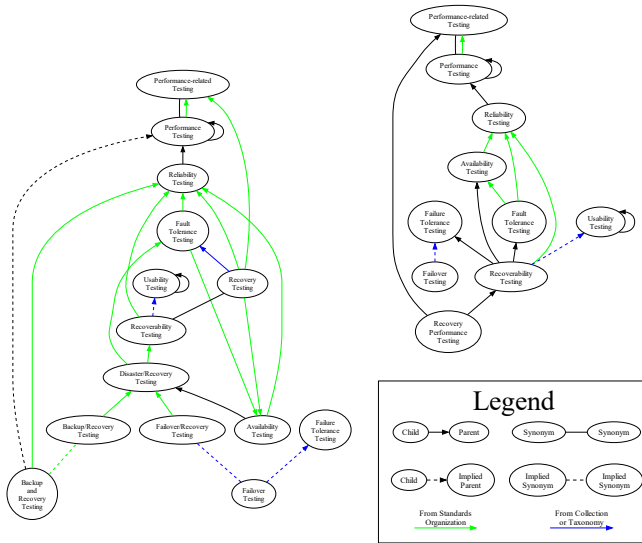 Performance-related
Testing
Performance
Testing
Reliability
Testing
Fault
Tolerance
Testing
Usability
Testing
Recovery
Testing
Recoverability
Testing
Disaster/Recovery
Testing
Backup/Recovery
Testing
Failover/Recovery
Testing
Availability
Testing
Failure
Tolerance
Testing
Backup
and
Recovery
Testing
Failover
Testing
Performance-related
Testing
Performance
Testing
Reliability
Testing
Availability
Testing
Failure
Tolerance
Testing
Fault
Tolerance
Testing
Usability
Testing
Failover
Testing
Recoverability
Testing
Recovery
Performance
Testing
Legend
Child
Parent
Synonym
Synonym
Child
Implied
Parent
Implied
Synonym
Implied
Synonym
From Standards
Organization
From Collection
or Taxonomy